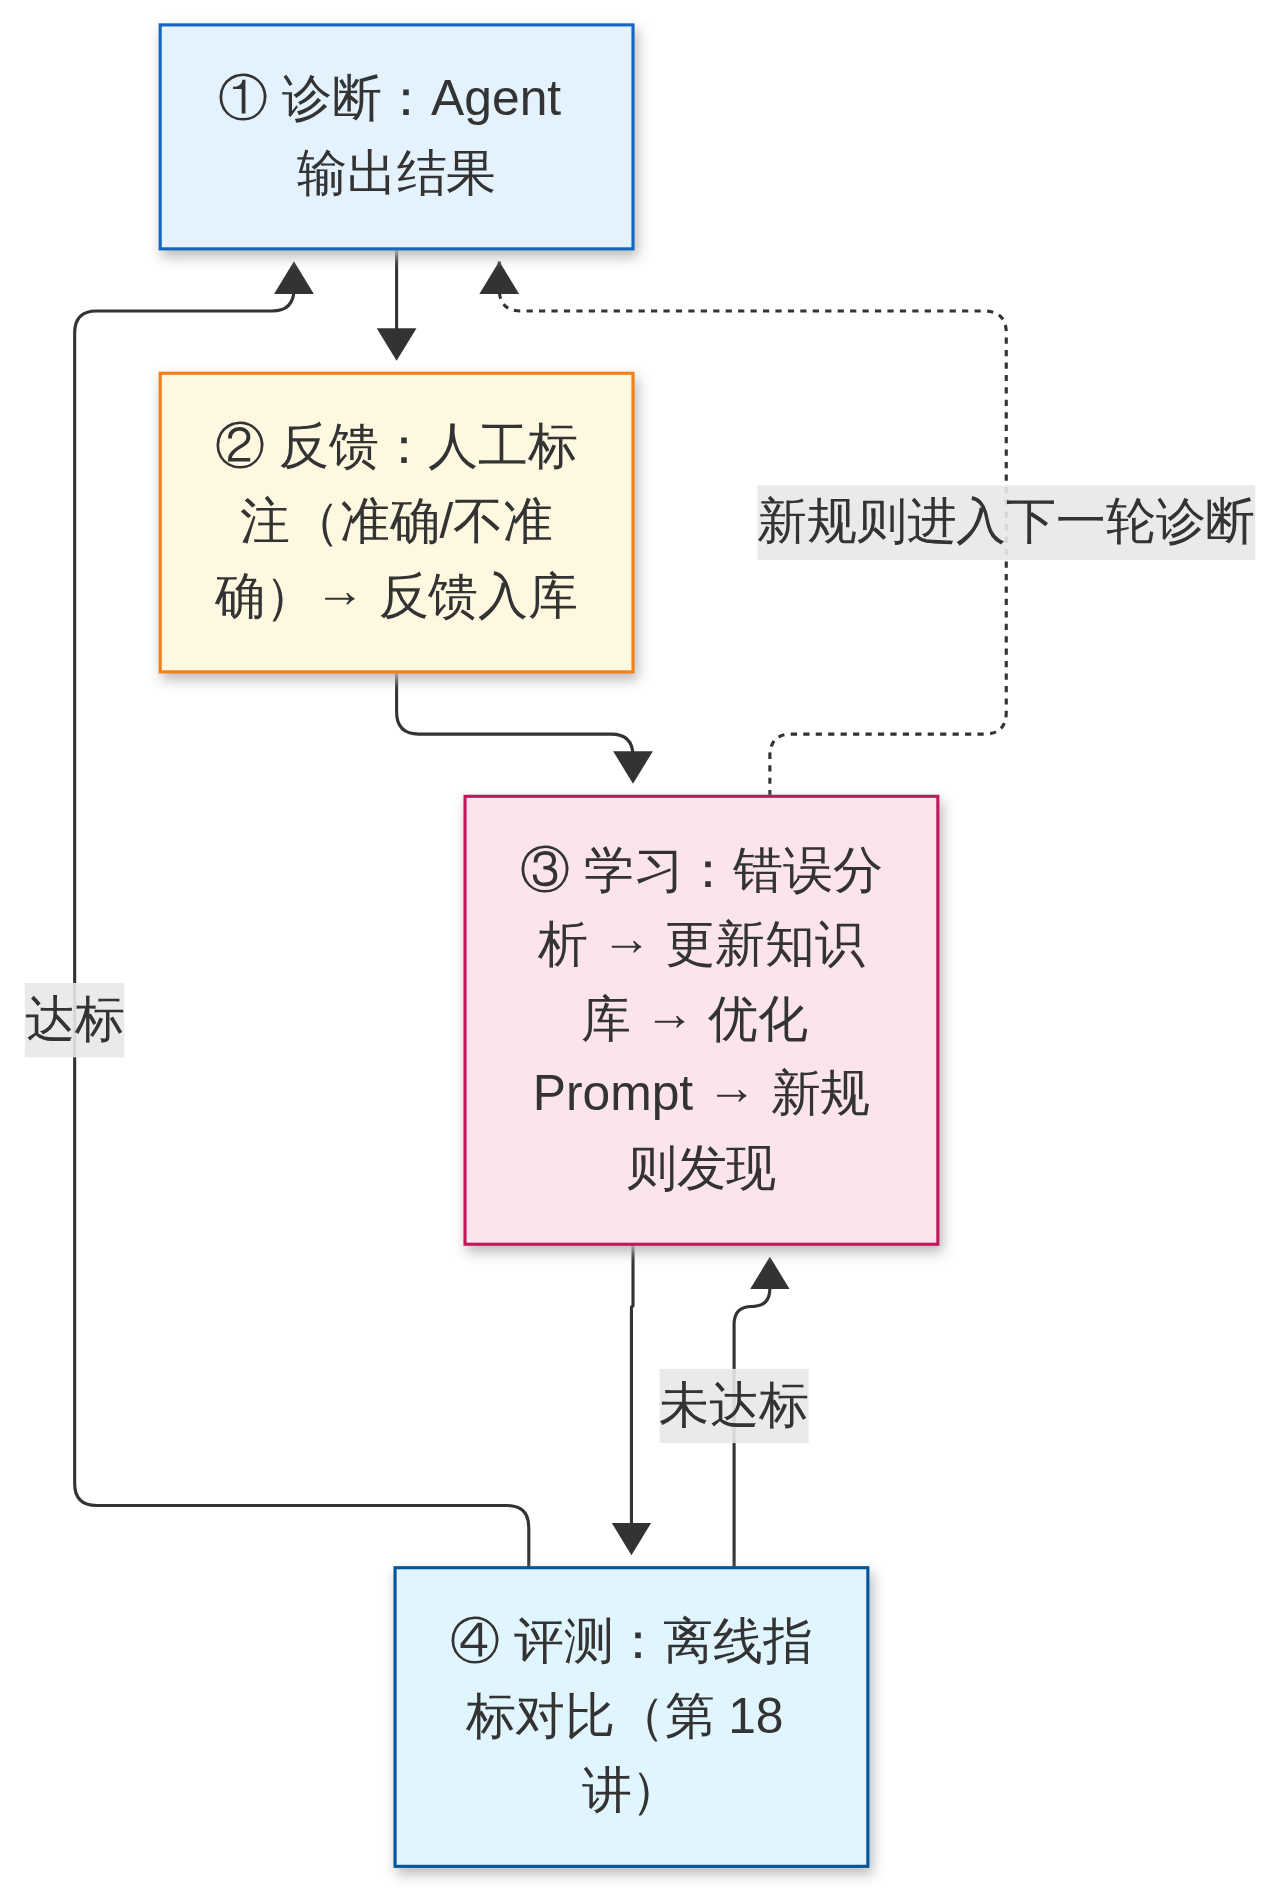 ① 诊断：Agent
输出结果
② 反馈：人工标
注（准确/不准
确）→ 反馈入库
新规则进入下一轮诊断
③ 学习：错误分
析 → 更新知识
库 → 优化
Prompt → 新规
则发现
达标
未达标
④ 评测：离线指
标对比（第 18
讲）